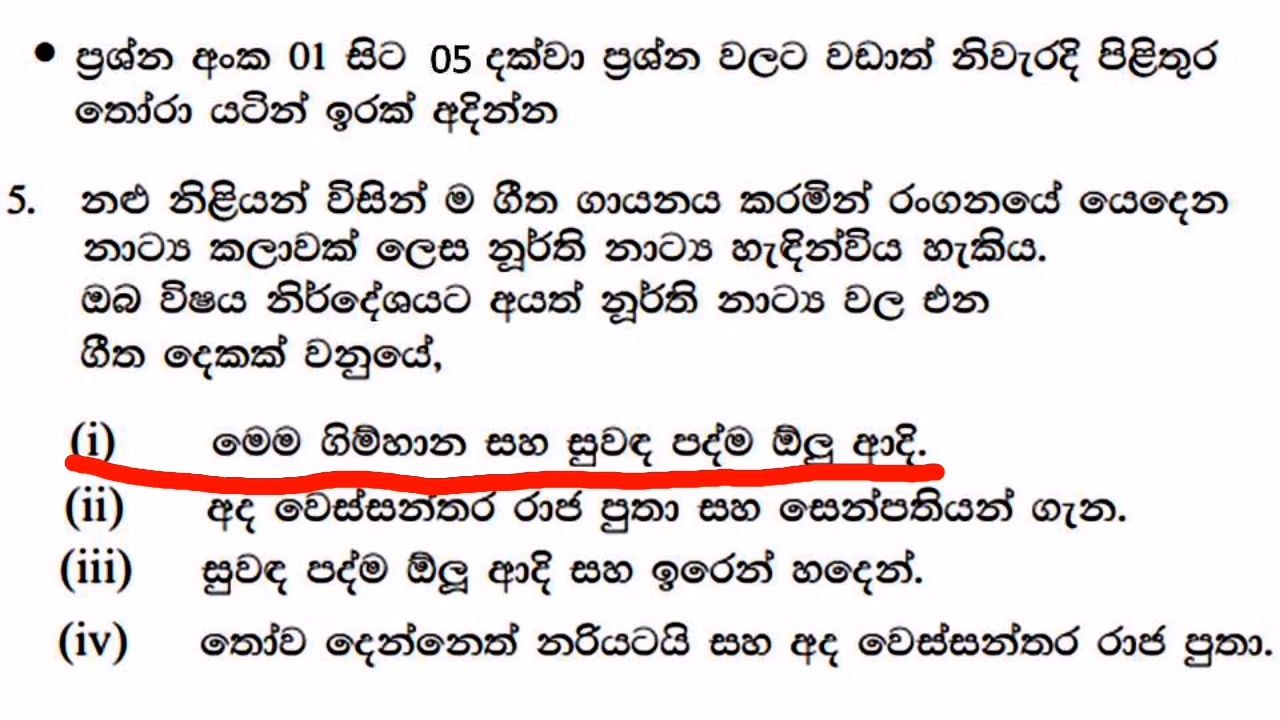 • ප්‍රශ්න අංක 01 සිට 05 දක්වා ප්‍රශ්න වලට වඩාත් නිවැරදි පිළිතුර
තෝරා යටින් ඉරක් අදින්න
5. නළු නිළියන් විසින් ම ගීත ගායනය කරමින් රංගනයේ යෙදෙන
නාට්‍ය කලාවක් ලෙස නූර්ති නාට්‍ය හැඳින්විය හැකිය.
ඔබ විෂය නිර්දේශයට අයත් නූර්ති නාට්‍ය වල එන
ගීත දෙකක් වනුයේ,
(i) මෙම ගිම්හාන සහ සුවඳ පද්ම ඕලු ආදි.
(ii) අද වෙස්සන්තර රාජ පුතා සහ සෙන්පතියන් ගැන.
(iii) සුවඳ පද්ම ඕලූ ආදි සහ ඉරෙන් හදෙන්.
(iv) තෝව දෙන්නෙත් නරියටයි සහ අද වෙස්සන්තර රාජ පුතා.